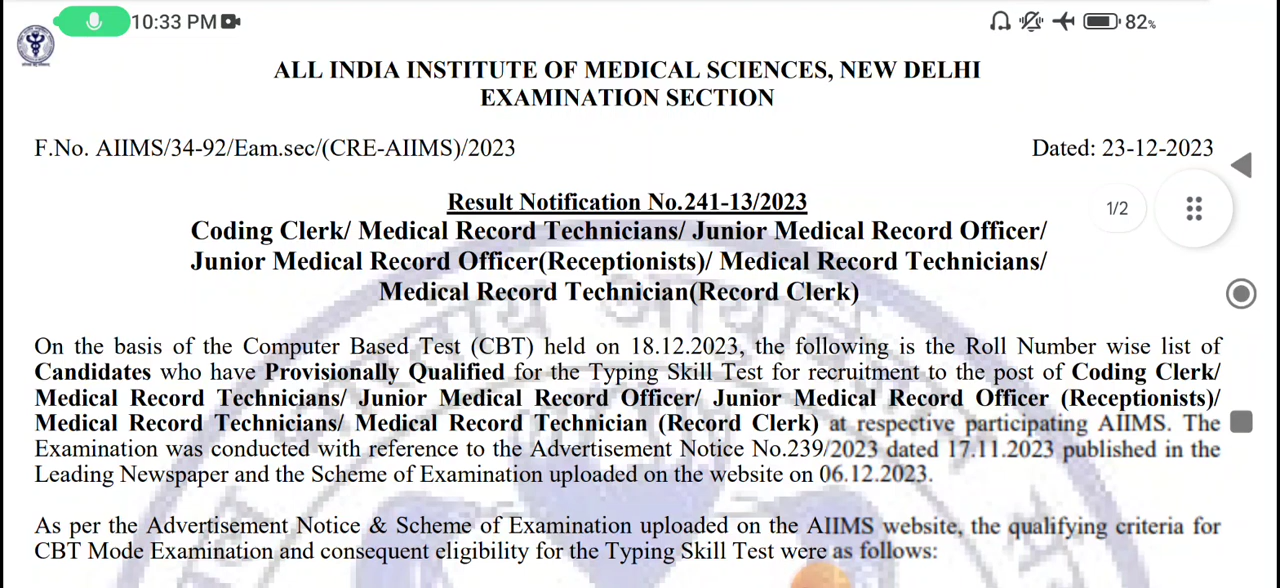 10:33 PM
82%
ALL INDIA INSTITUTE OF MEDICAL SCIENCES, NEW DELHI
EXAMINATION SECTION
F.No. AIIMS/34-92/Eam.sec/(CRE-AIIMS)/2023
Dated: 23-12-2023
Result Notification No.241-13/2023
1/2
Coding Clerk/ Medical Record Technicians/ Junior Medical Record Officer/
Junior Medical Record Officer(Receptionists)/ Medical Record Technicians/
Medical Record Technician(Record Clerk)
On the basis of the Computer Based Test (CBT) held on 18.12.2023, the following is the Roll Number wise list of
Candidates who have Provisionally Qualified for the Typing Skill Test for recruitment to the post of Coding Clerk/
Medical Record Technicians/ Junior Medical Record Officer/ Junior Medical Record Officer (Receptionists)/
Medical Record Technicians/ Medical Record Technician (Record Clerk) at respective participating AIIMS. The
Examination was conducted with reference to the Advertisement Notice No.239/2023 dated 17.11.2023 published in the
Leading Newspaper and the Scheme of Examination uploaded on the website on 06.12.2023.
As per the Advertisement Notice & Scheme of Examination uploaded on the AIIMS website, the qualifying criteria for
CBT Mode Examination and consequent eligibility for the Typing Skill Test were as follows: